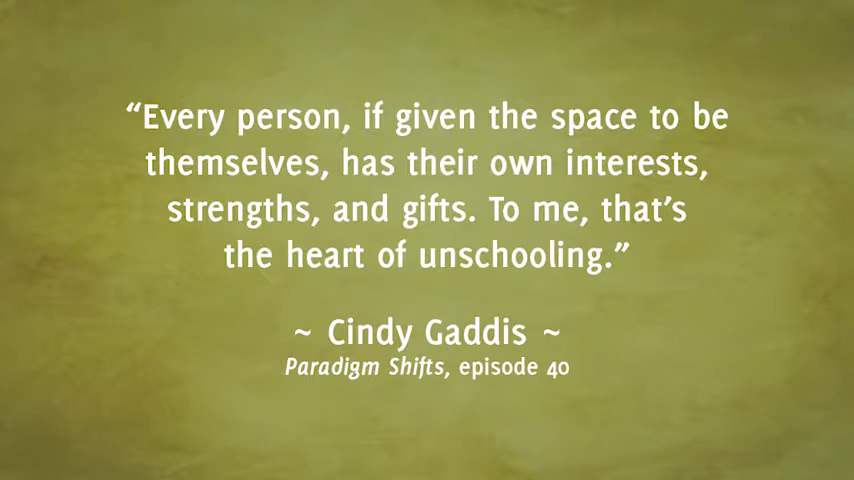 “Every person, if given the space to be
themselves, has their own interests,
strengths, and gifts. To me, that’s
the heart of unschooling.”
~ Cindy Gaddis ~
Paradigm Shifts, episode 40